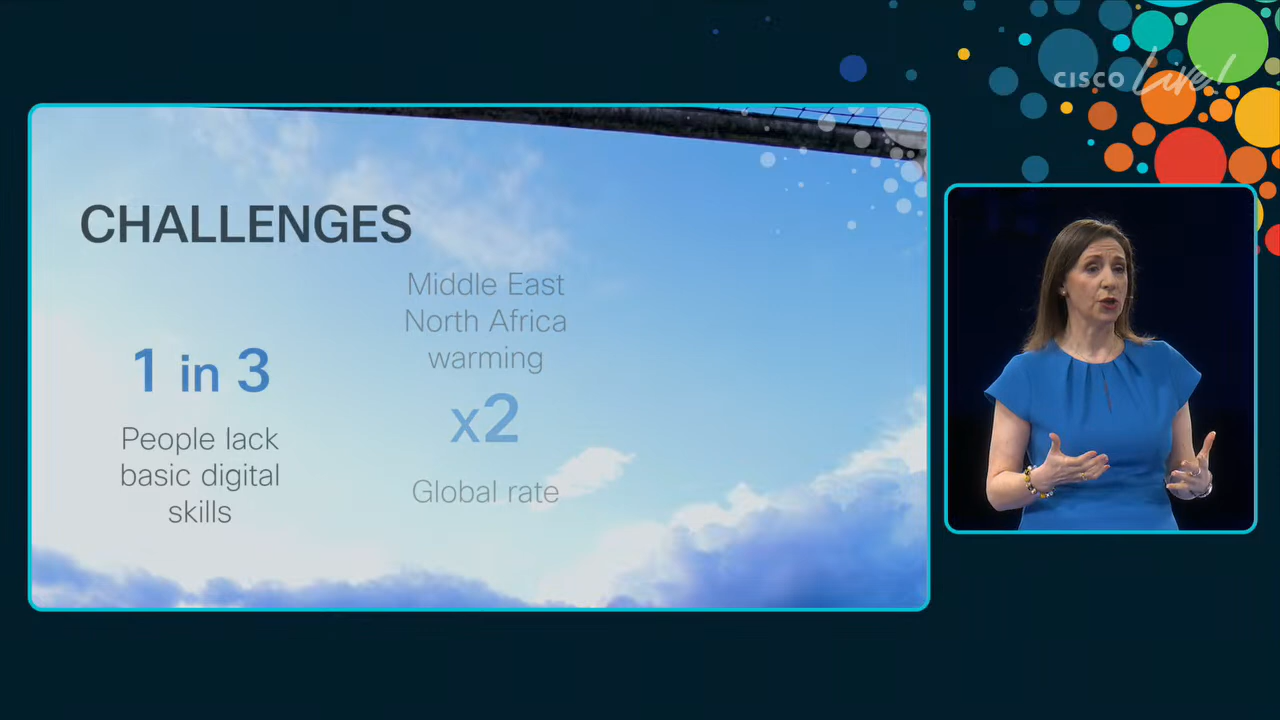 CISCO Live!
CHALLENGES
1 in 3
People lack
basic digital
skills
Middle East
North Africa
warming
x2
Global rate